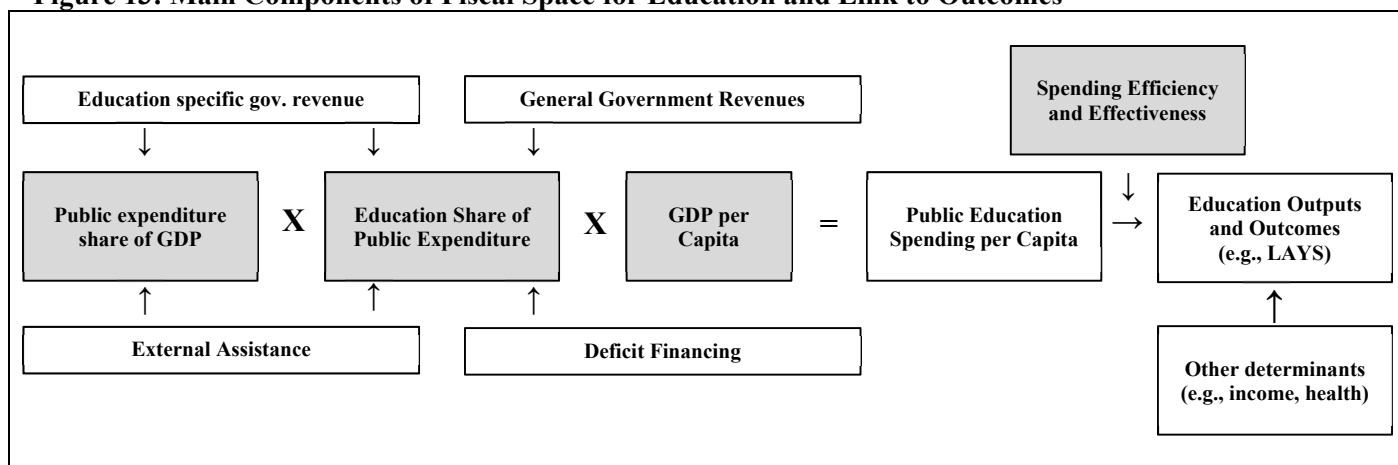 Figure 13: Main Components of Fiscal Space for Education and Link to Outcomes
Education specific gov. revenue
General Government Revenues
Spending Efficiency
and Effectiveness
↓ ↓ ↓
Public expenditure
share of GDP
X
Education Share of
Public Expenditure
X
GDP per
Capita
=
Public Education
Spending per Capita
↓
→
Education Outputs
and Outcomes
(e.g., LAYS)
↑ ↑ ↑ ↑
External Assistance
Deficit Financing
Other determinants
(e.g., income, health)